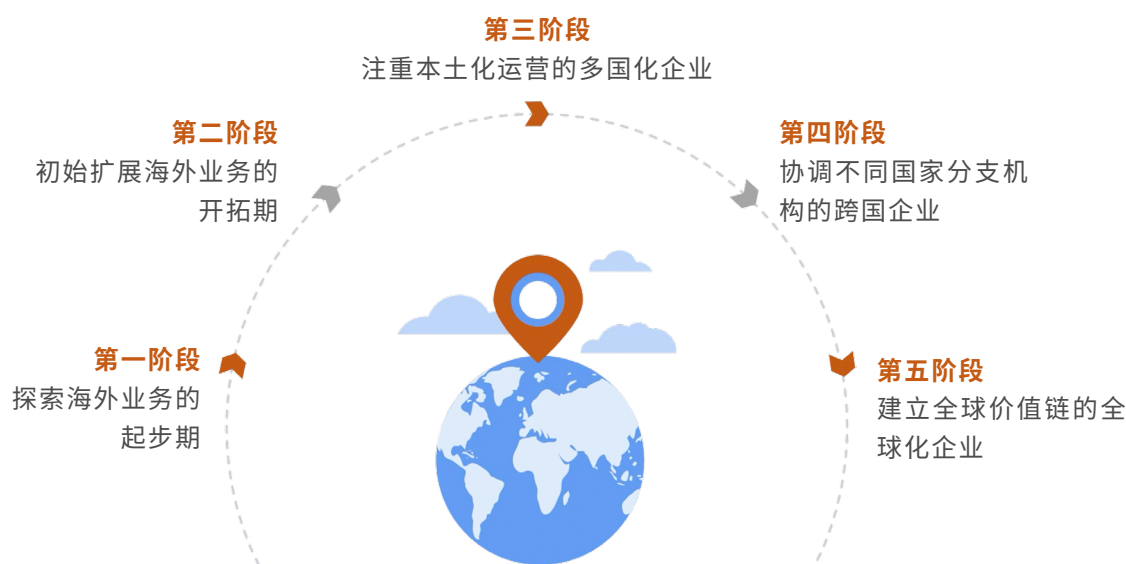 第一阶段
探索海外业务的
起步期
第二阶段
初始扩展海外业务的
开拓期
第三阶段
注重本土化运营的多国化企业
第四阶段
协调不同国家分支机
构的跨国企业
第五阶段
建立全球价值链的全
球化企业